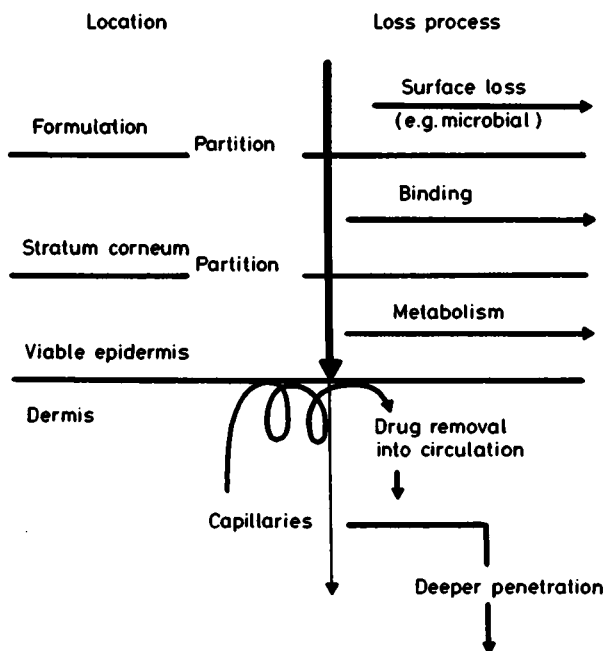 Location
Loss process
Surface loss
(e.g. microbial)
Formulation
Partition
Binding
Stratum corneum
Partition
Metabolism
Viable epidermis
Dermis
Drug removal
into circulation
Capillaries
Deeper penetration